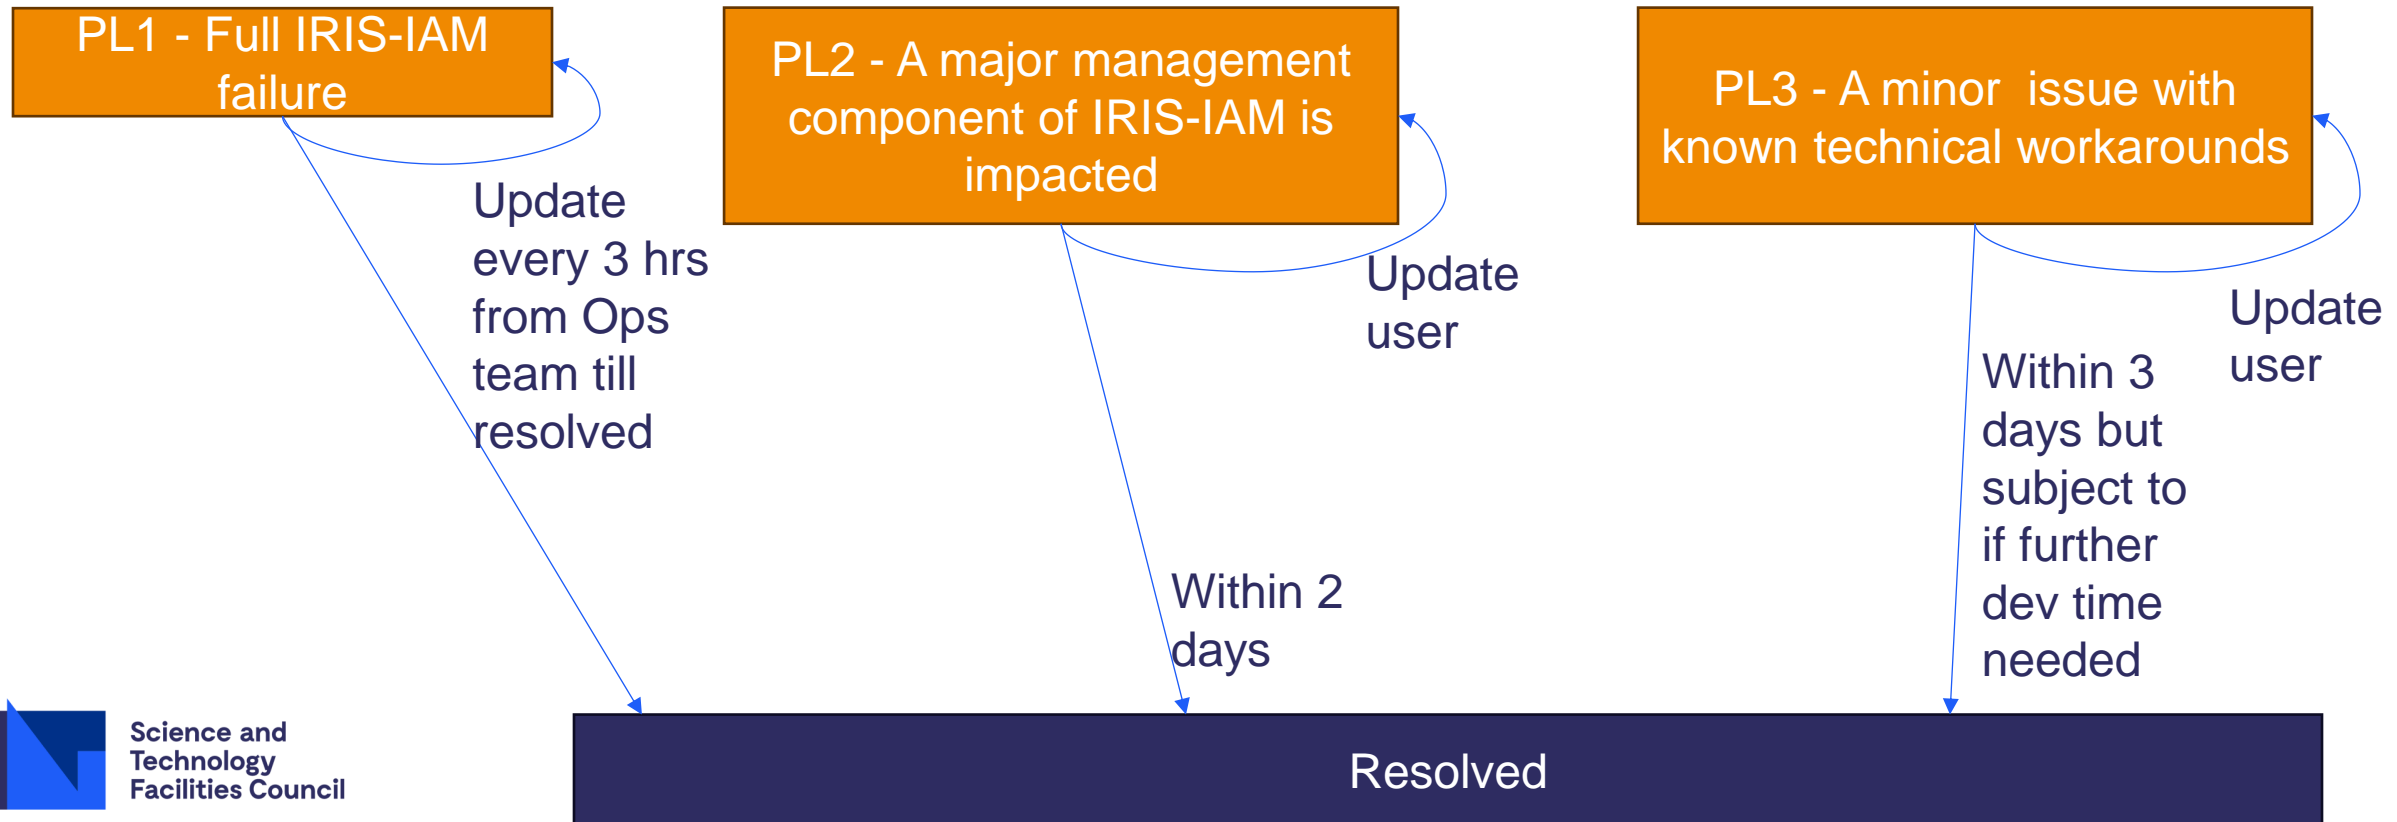 PL1 - Full IRIS-IAM
failure
PL2 - A major management
component of IRIS-IAM is
impacted
PL3 - A minor  issue with
known technical workarounds
Update
every 3 hrs
from Ops
team till
resolved
Update
user
Update
user
Within 2
days
Within 3
days but
subject to
if further
dev time
needed
Science and
Technology
Facilities Council
Resolved